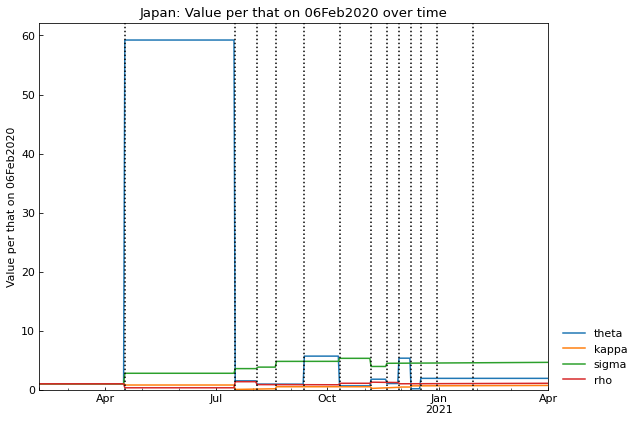 Japan: Value per that on 06Feb2020 over time
Value per that on 06Feb2020
60
50
40
30
20
10
0
Apr
Jul
Oct
Jan
2021
Apr
theta
kappa
sigma
rho